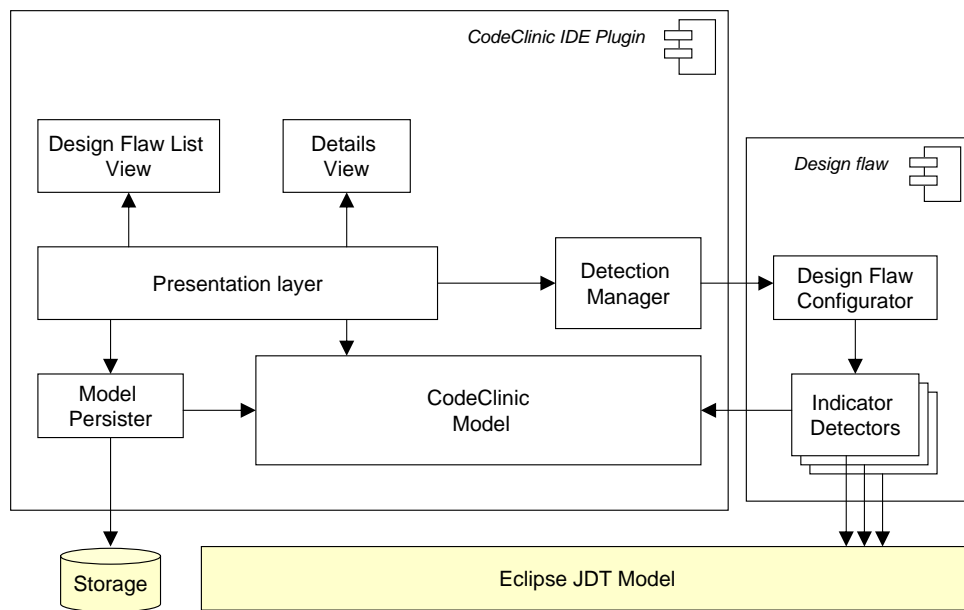 CodeClinic IDE Plugin
Design Flaw List
View
Details
View
Design flaw
Presentation layer
Detection
Manager
Design Flaw
Configurator
Model
Persister
CodeClinic
Model
Indicator
Detectors
Storage
Eclipse JDT Model